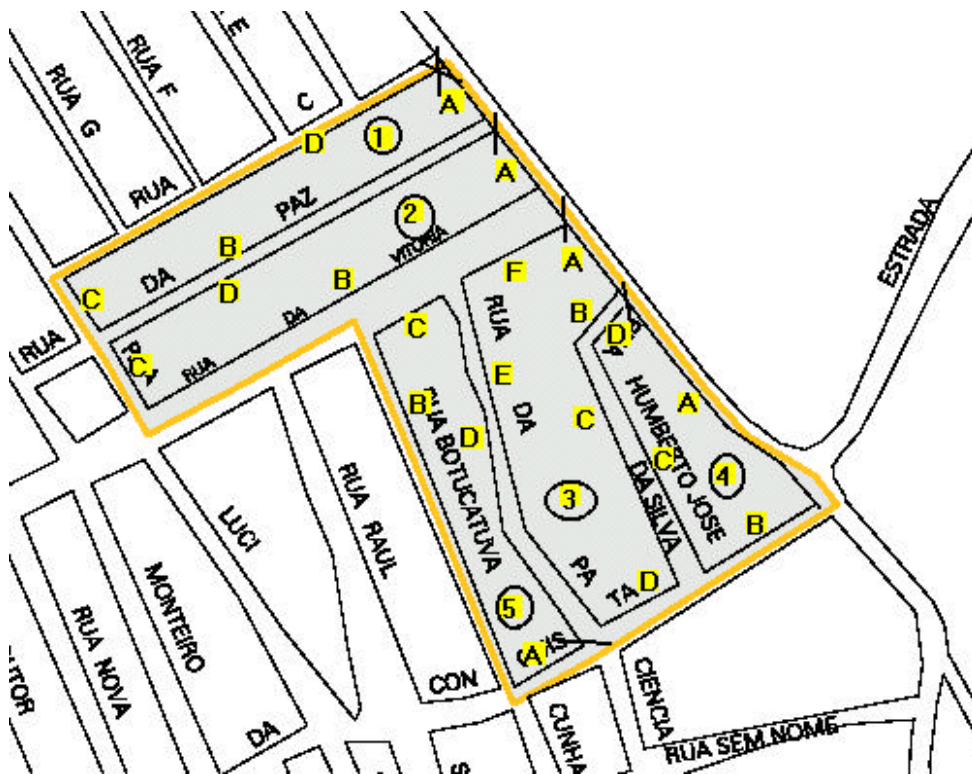 E
RUA F
RUA G
C
RUA
A
1
D
PAZ
A
2
B
DA
VITORIA
B
D
DA
C
RUA
RUA
C
ESTRADA
A
F
B
RUA
C
D
E
DA
B
RUA BOTUCATUVA
D
C
A
HUMBERTO JOSE
DA SILVA
C
4
B
3
PA
TA
D
5
A
RUA RAUL
LUCI
MONTEIRO
RUA NOVA
DA
CON
CUNHA
CIENCIA
RUA SEM NOME
S